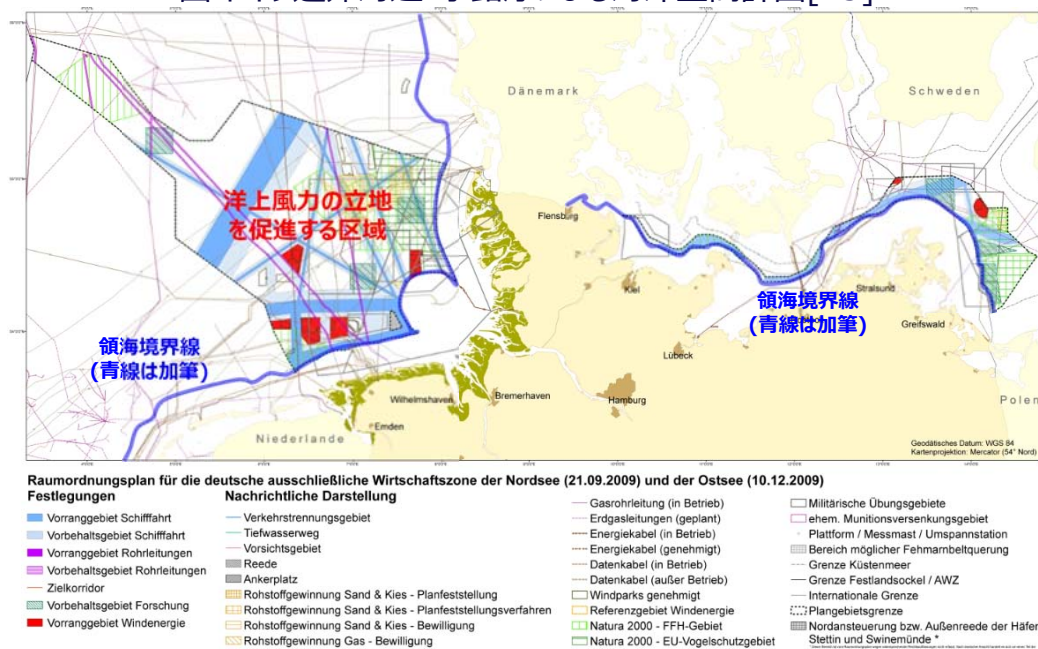 Dänemark
Schweden
洋上風力の立地
を促進する区域
Flensburg
Kiel
Stralsund
Greifswald
Lübeck
領海境界線
(青線は加筆)
領海境界線
(青線は加筆)
Wilhelmshaven
Bremerhaven
Hamburg
Emden
Niederlande
Polen
Geodätisches Datum: WGS 84
Kartenprojektion: Mercator (54° Nord)
Raumordnungsplan für die deutsche ausschließliche Wirtschaftszone der Nordsee (21.09.2009) und der Ostsee (10.12.2009)
Festlegungen
Vorranggebiet Schifffahrt
Vorbehaltsgebiet Schifffahrt
Vorranggebiet Rohrleitungen
Vorbehaltsgebiet Rohrleitungen
Zielkorridor
Vorbehaltsgebiet Forschung
Vorranggebiet Windenergie
Nachrichtliche Darstellung
Verkehrstrennungsgebiet
Tiefwasserweg
Vorsichtsgebiet
Reede
Ankerplatz
Rohstoffgewinnung Sand & Kies - Planfeststellung
Rohstoffgewinnung Sand & Kies - Planfeststellungsverfahren
Rohstoffgewinnung Sand & Kies - Bewilligung
Rohstoffgewinnung Gas - Bewilligung
Gasrohrleitung (in Betrieb)
Erdgasleitungen (geplant)
Energiekabel (in Betrieb)
Energiekabel (genehmigt)
Datenkabel (in Betrieb)
Datenkabel (außer Betrieb)
Windparks genehmigt
Referenzgebiet Windenergie
Natura 2000 - FFH-Gebiet
Natura 2000 - EU-Vogelschutzgebiet
Militärische Übungsgebiete
ehem. Munitionsversenkungsgebiet
Plattform / Messmast / Umspannstation
Bereich möglicher Fehmarnbeltquerung
Grenze Küstenmeer
Grenze Festlandsockel / AWZ
Internationale Grenze
Plangebietsgrenze
Nordansteuerung bzw. Außenreede der Häfen
Stettin und Swinemünde *